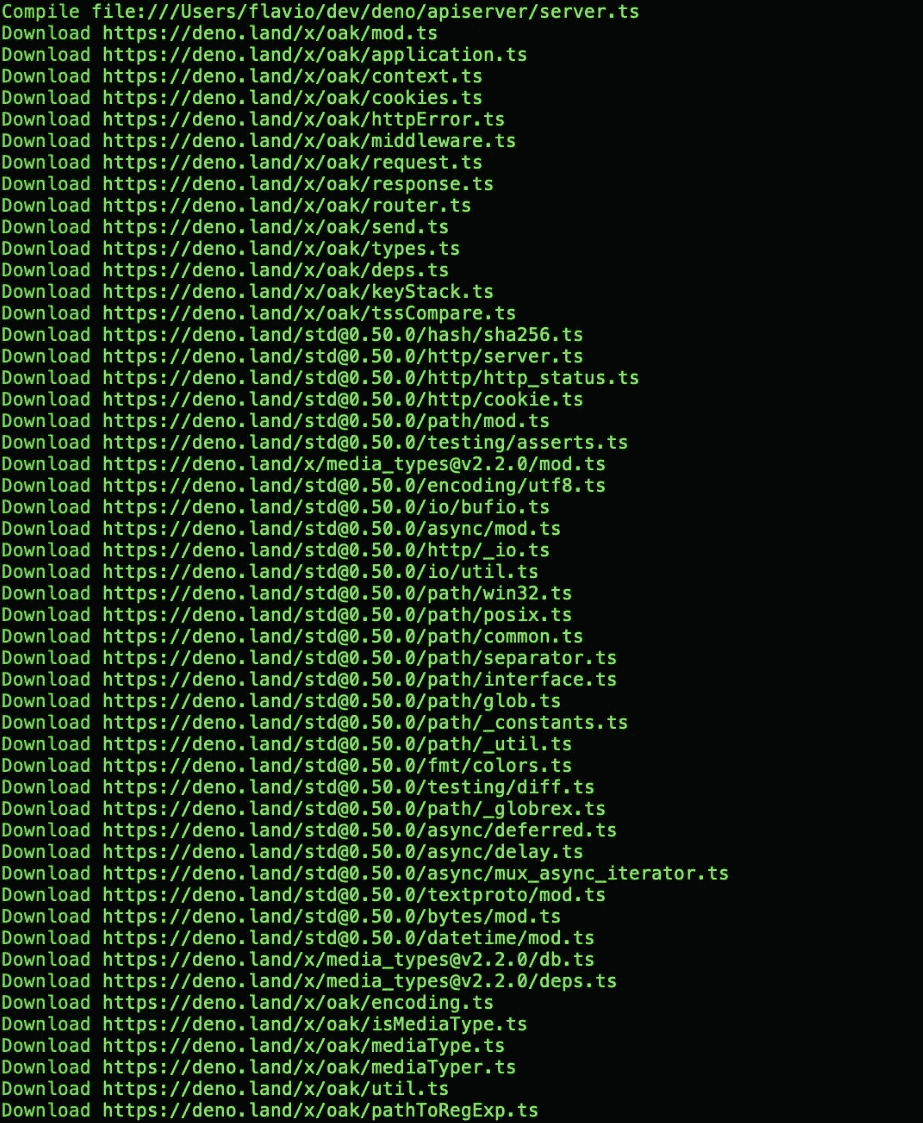 Compile file:///Users/flavio/dev/deno/apiserver/server.ts
Download https://deno.land/x/oak/mod.ts
Download https://deno.land/x/oak/application.ts
Download https://deno.land/x/oak/context.ts
Download https://deno.land/x/oak/cookies.ts
Download https://deno.land/x/oak/httpError.ts
Download https://deno.land/x/oak/middleware.ts
Download https://deno.land/x/oak/request.ts
Download https://deno.land/x/oak/response.ts
Download https://deno.land/x/oak/router.ts
Download https://deno.land/x/oak/send.ts
Download https://deno.land/x/oak/types.ts
Download https://deno.land/x/oak/deps.ts
Download https://deno.land/x/oak/keyStack.ts
Download https://deno.land/x/oak/tssCompare.ts
Download https://deno.land/std@0.50.0/hash/sha256.ts
Download https://deno.land/std@0.50.0/http/server.ts
Download https://deno.land/std@0.50.0/http/http_status.ts
Download https://deno.land/std@0.50.0/http/cookie.ts
Download https://deno.land/std@0.50.0/path/mod.ts
Download https://deno.land/std@0.50.0/testing/asserts.ts
Download https://deno.land/x/media_types@v2.2.0/mod.ts
Download https://deno.land/std@0.50.0/encoding/utf8.ts
Download https://deno.land/std@0.50.0/io/bufio.ts
Download https://deno.land/std@0.50.0/async/mod.ts
Download https://deno.land/std@0.50.0/http/_io.ts
Download https://deno.land/std@0.50.0/io/util.ts
Download https://deno.land/std@0.50.0/path/win32.ts
Download https://deno.land/std@0.50.0/path/posix.ts
Download https://deno.land/std@0.50.0/path/common.ts
Download https://deno.land/std@0.50.0/path/separator.ts
Download https://deno.land/std@0.50.0/path/interface.ts
Download https://deno.land/std@0.50.0/path/glob.ts
Download https://deno.land/std@0.50.0/path/_constants.ts
Download https://deno.land/std@0.50.0/path/_util.ts
Download https://deno.land/std@0.50.0/fmt/colors.ts
Download https://deno.land/std@0.50.0/testing/diff.ts
Download https://deno.land/std@0.50.0/path/_globrex.ts
Download https://deno.land/std@0.50.0/async/deferred.ts
Download https://deno.land/std@0.50.0/async/delay.ts
Download https://deno.land/std@0.50.0/async/mux_async_iterator.ts
Download https://deno.land/std@0.50.0/textproto/mod.ts
Download https://deno.land/std@0.50.0/bytes/mod.ts
Download https://deno.land/std@0.50.0/datetime/mod.ts
Download https://deno.land/x/media_types@v2.2.0/db.ts
Download https://deno.land/x/media_types@v2.2.0/deps.ts
Download https://deno.land/x/oak/encoding.ts
Download https://deno.land/x/oak/isMediaType.ts
Download https://deno.land/x/oak/mediaType.ts
Download https://deno.land/x/oak/mediaTyper.ts
Download https://deno.land/x/oak/util.ts
Download https://deno.land/x/oak/pathToRegExp.ts